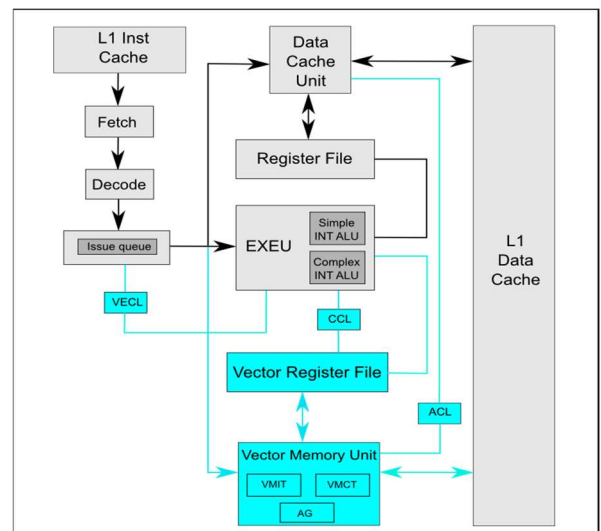 L1 Inst
Cache
Fetch
Decode
Issue queue
VECL
Data
Cache
Unit
Register File
EXEU
Simple
INT ALU
Complex
INT ALU
CCL
Vector Register File
ACL
Vector Memory Unit
VMIT
VMCT
AG
L1
Data
Cache